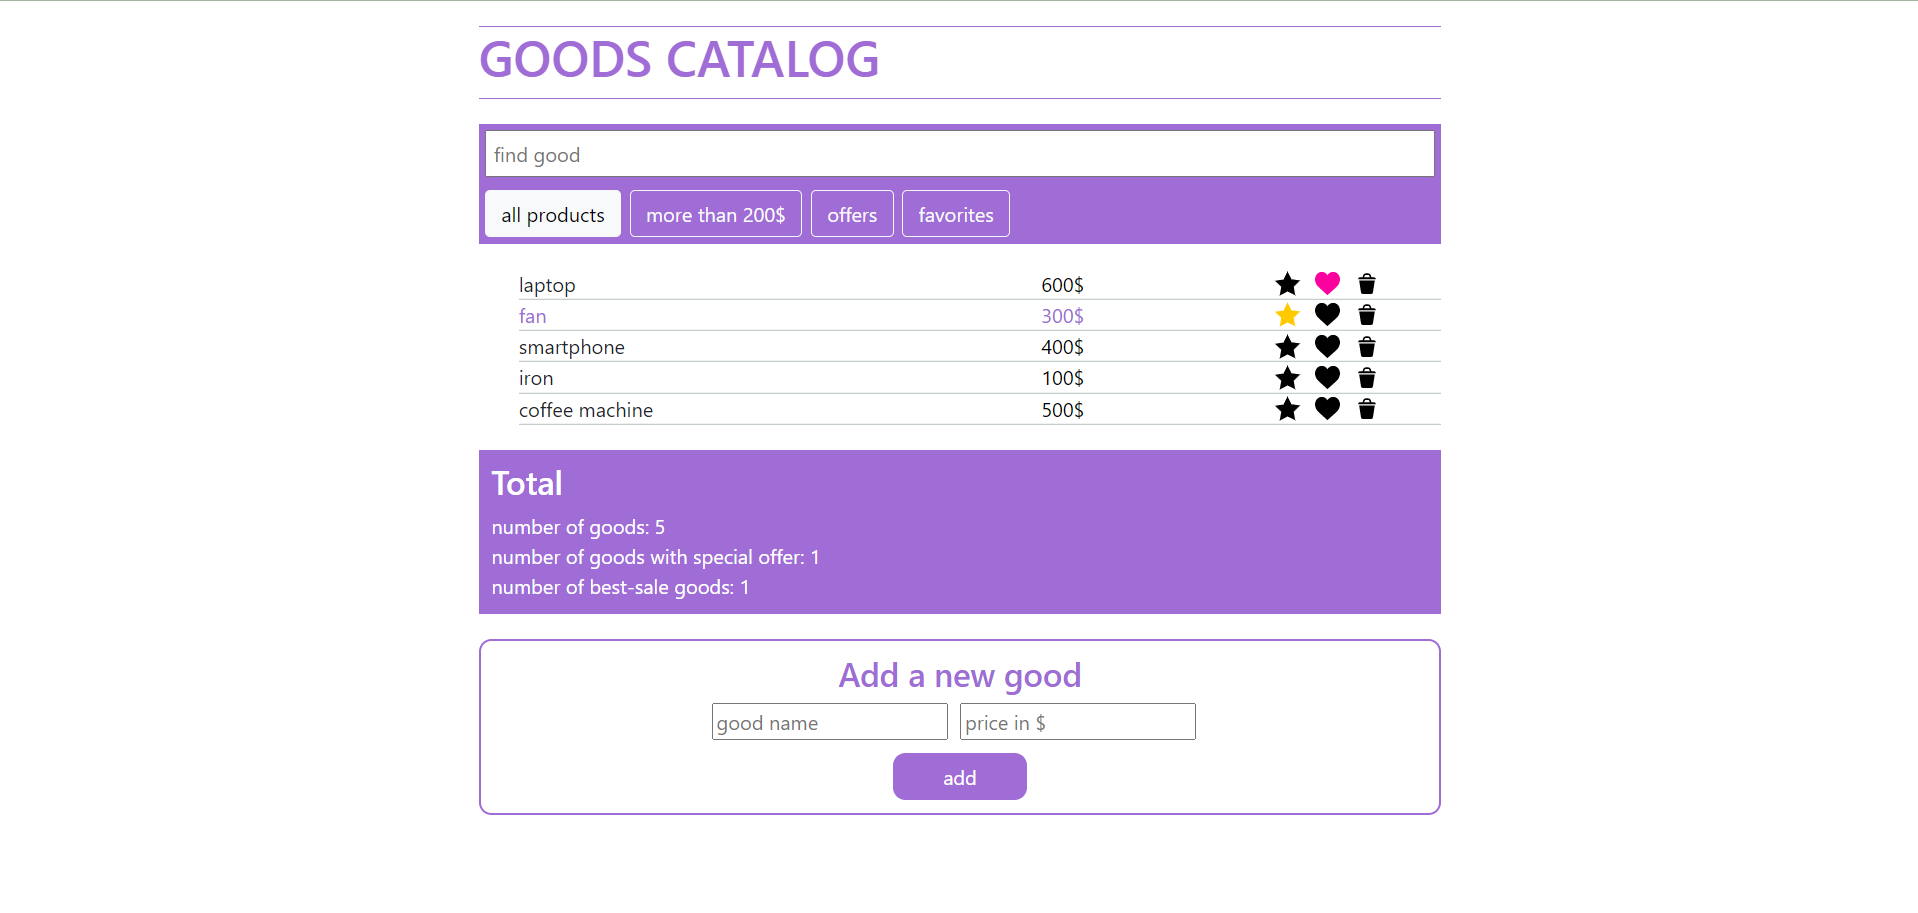 GOODS CATALOG
find good
all products more than 200$ offers favorites
laptop 600$
fan 300$
smartphone 400$
iron 100$
coffee machine 500$
Total
number of goods: 5
number of goods with special offer: 1
number of best-sale goods: 1
Add a new good
good name price in $
add